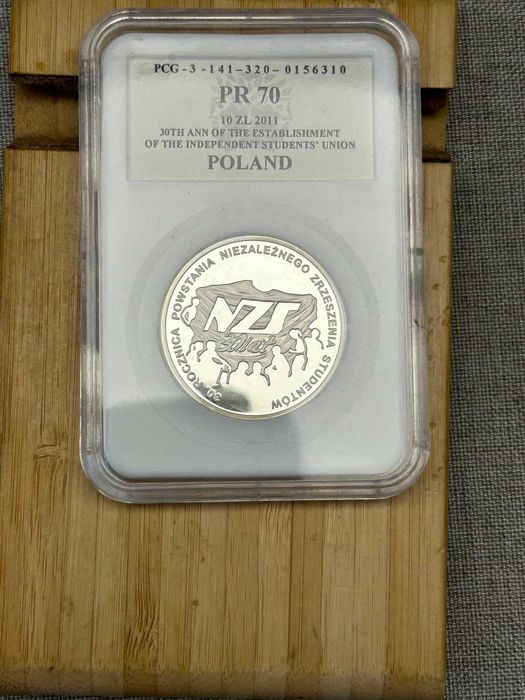 PCG - 3 - 141 - 320 - 0156310
PR 70
10 ZL 2011
30TH ANN OF THE ESTABLISHMENT
OF THE INDEPENDENT STUDENTS' UNION
POLAND
30. ROCZNICA POWSTANIA NIEZALEŻNEGO ZRZESZENIA STUDENTÓW
NZS